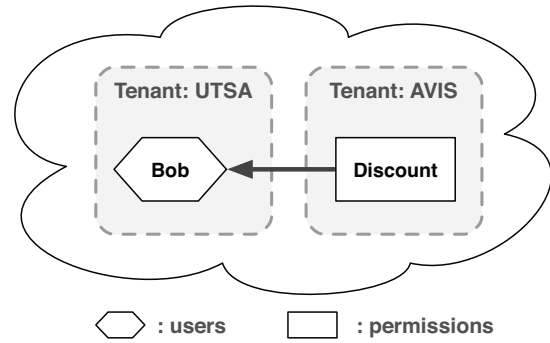 Tenant: UTSA
Tenant: AVIS
Bob
Discount
: users
: permissions